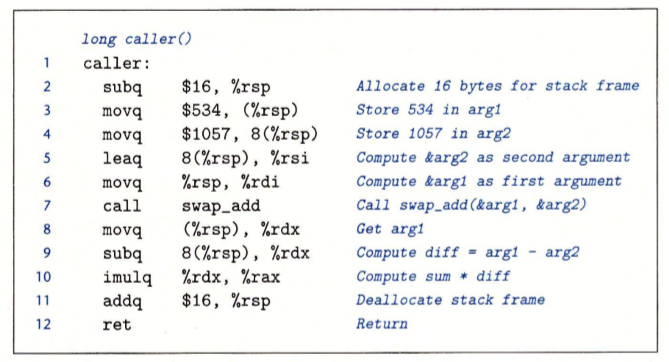 long caller()
1 caller:
2 subq $16, %rsp Allocate 16 bytes for stack frame
3 movq $534, (%rsp) Store 534 in arg1
4 movq $1057, 8(%rsp) Store 1057 in arg2
5 leaq 8(%rsp), %rsi Compute &arg2 as second argument
6 movq %rsp, %rdi Compute &arg1 as first argument
7 call swap_add Call swap_add(&arg1, &arg2)
8 movq (%rsp), %rdx Get arg1
9 subq 8(%rsp), %rdx Compute diff = arg1 - arg2
10 imulq %rdx, %rax Compute sum * diff
11 addq $16, %rsp Deallocate stack frame
12 ret Return